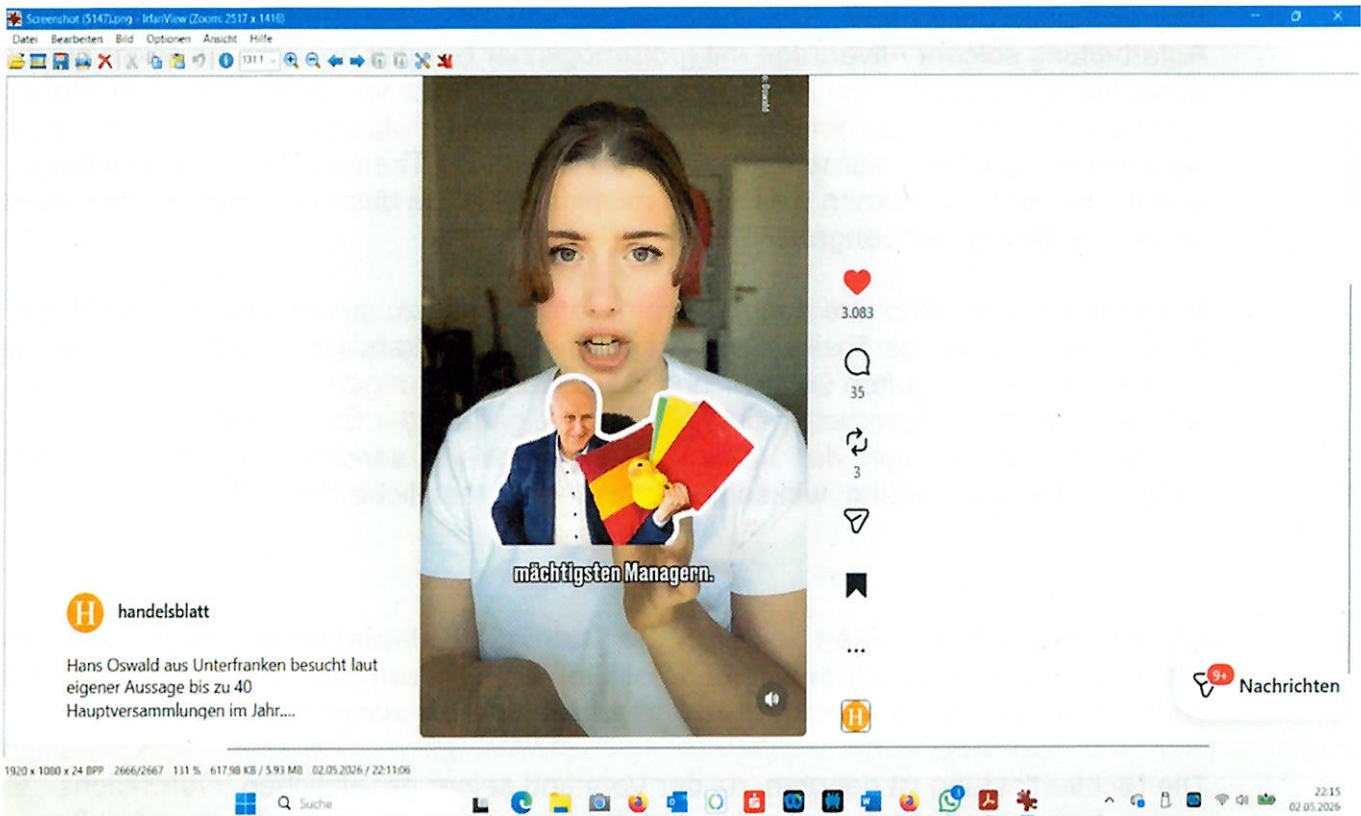 Screenshot (5147).png - IrfanView (Zoom: 2517 x 1416)
Datei Bearbeiten Bild Optionen Ansicht Hilfe
131.1
Oswald
3.083
35
3
mächtigsten Managern.
H handelsblatt
Hans Oswald aus Unterfranken besucht laut
eigener Aussage bis zu 40
Hauptversammlungen im Jahr....
H
9+
Nachrichten
1920 x 1080 x 24 BPP 2666/2667 131 % 617,98 KB / 5,93 MB 02.05.2026 / 22:11:06
Suche
22:15
02.05.2026